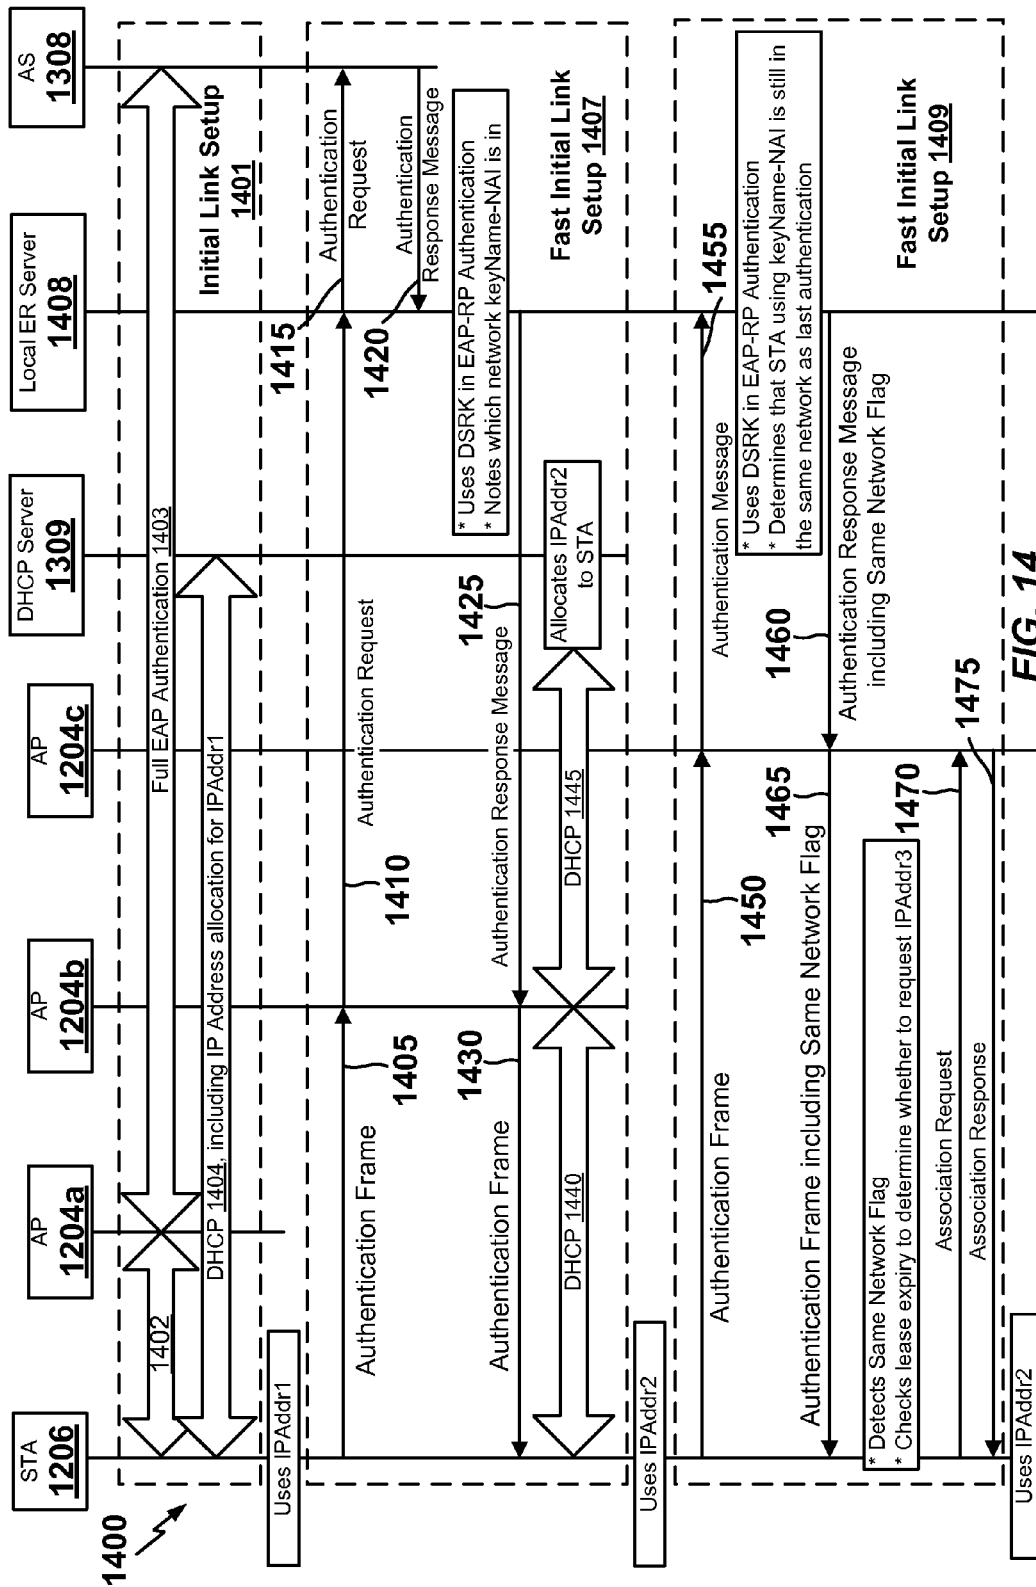 1400
STA
1206
AP
1204a
AP
1204b
AP
1204c
DHCP Server
1309
Local ER Server
1408
AS
1308
1402
Full EAP Authentication 1403
DHCP 1404, including IP Address allocation for IPAddr1
Initial Link Setup
1401
Uses IPAddr1
Authentication Frame
1405
1410
Authentication Request
1415
Authentication
Request
1420
Authentication
Response Message
* Uses DSRK in EAP-RP Authentication
* Notes which network keyName-NAI is in
1425
Authentication Response Message
1430
Authentication Frame
DHCP 1440
DHCP 1445
Allocates IPAddr2
to STA
Fast Initial Link
Setup 1407
Uses IPAddr2
Authentication Frame
1450
Authentication Message
1455
* Uses DSRK in EAP-RP Authentication
* Determines that STA using keyName-NAI is still in
the same network as last authentication
1460
Authentication Response Message
including Same Network Flag
1465
Authentication Frame including Same Network Flag
* Detects Same Network Flag
* Checks lease expiry to determine whether to request IPAddr3
1470
Association Request
Association Response
1475
Fast Initial Link
Setup 1409
Uses IPAddr2
FIG. 14